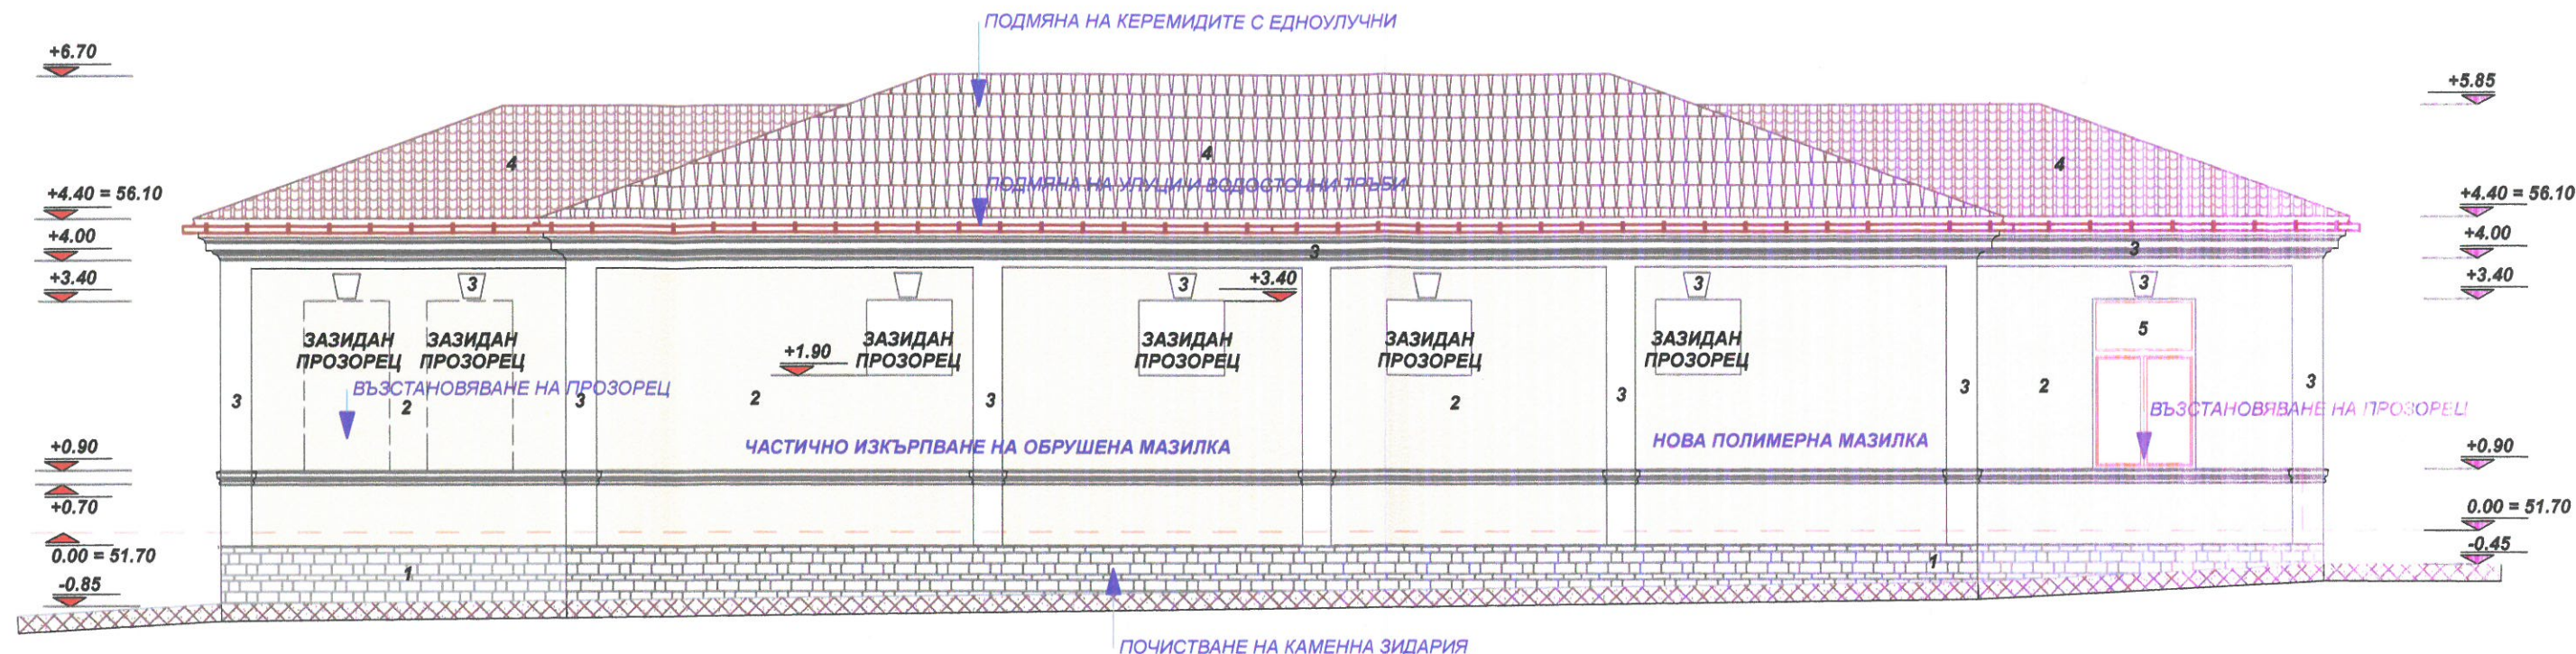 ПОДМЯНА НА КЕРЕМИДИТЕ С ЕДНОУЛУЧНИ
+6.70
+5.85
4
4
4
ПОДМЯНА НА УЛУЦИ И ВОДОСТОЧНИ ТРЪБИ
+4.40 = 56.10
+4.40 = 56.10
+4.00
+4.00
3
3
+3.40
3
3
+3.40
3
3
+3.40
5
ЗАЗИДАН
ПРОЗОРЕЦ
ЗАЗИДАН
ПРОЗОРЕЦ
ЗАЗИДАН
ПРОЗОРЕЦ
ЗАЗИДАН
ПРОЗОРЕЦ
ЗАЗИДАН
ПРОЗОРЕЦ
ЗАЗИДАН
ПРОЗОРЕЦ
+1.90
ВЪЗСТАНОВЯВАНЕ НА ПРОЗОРЕЦ
3
2
3
2
3
2
3
3
2
3
ВЪЗСТАНОВЯВАНЕ НА ПРОЗОРЕЦ
ЧАСТИЧНО ИЗКЪРПВАНЕ НА ОБРУШЕНА МАЗИЛКА
НОВА ПОЛИМЕРНА МАЗИЛКА
+0.90
+0.90
+0.70
0.00 = 51.70
0.00 = 51.70
-0.45
1
1
-0.85
ПОЧИСТВАНЕ НА КАМЕННА ЗИДАРИЯ